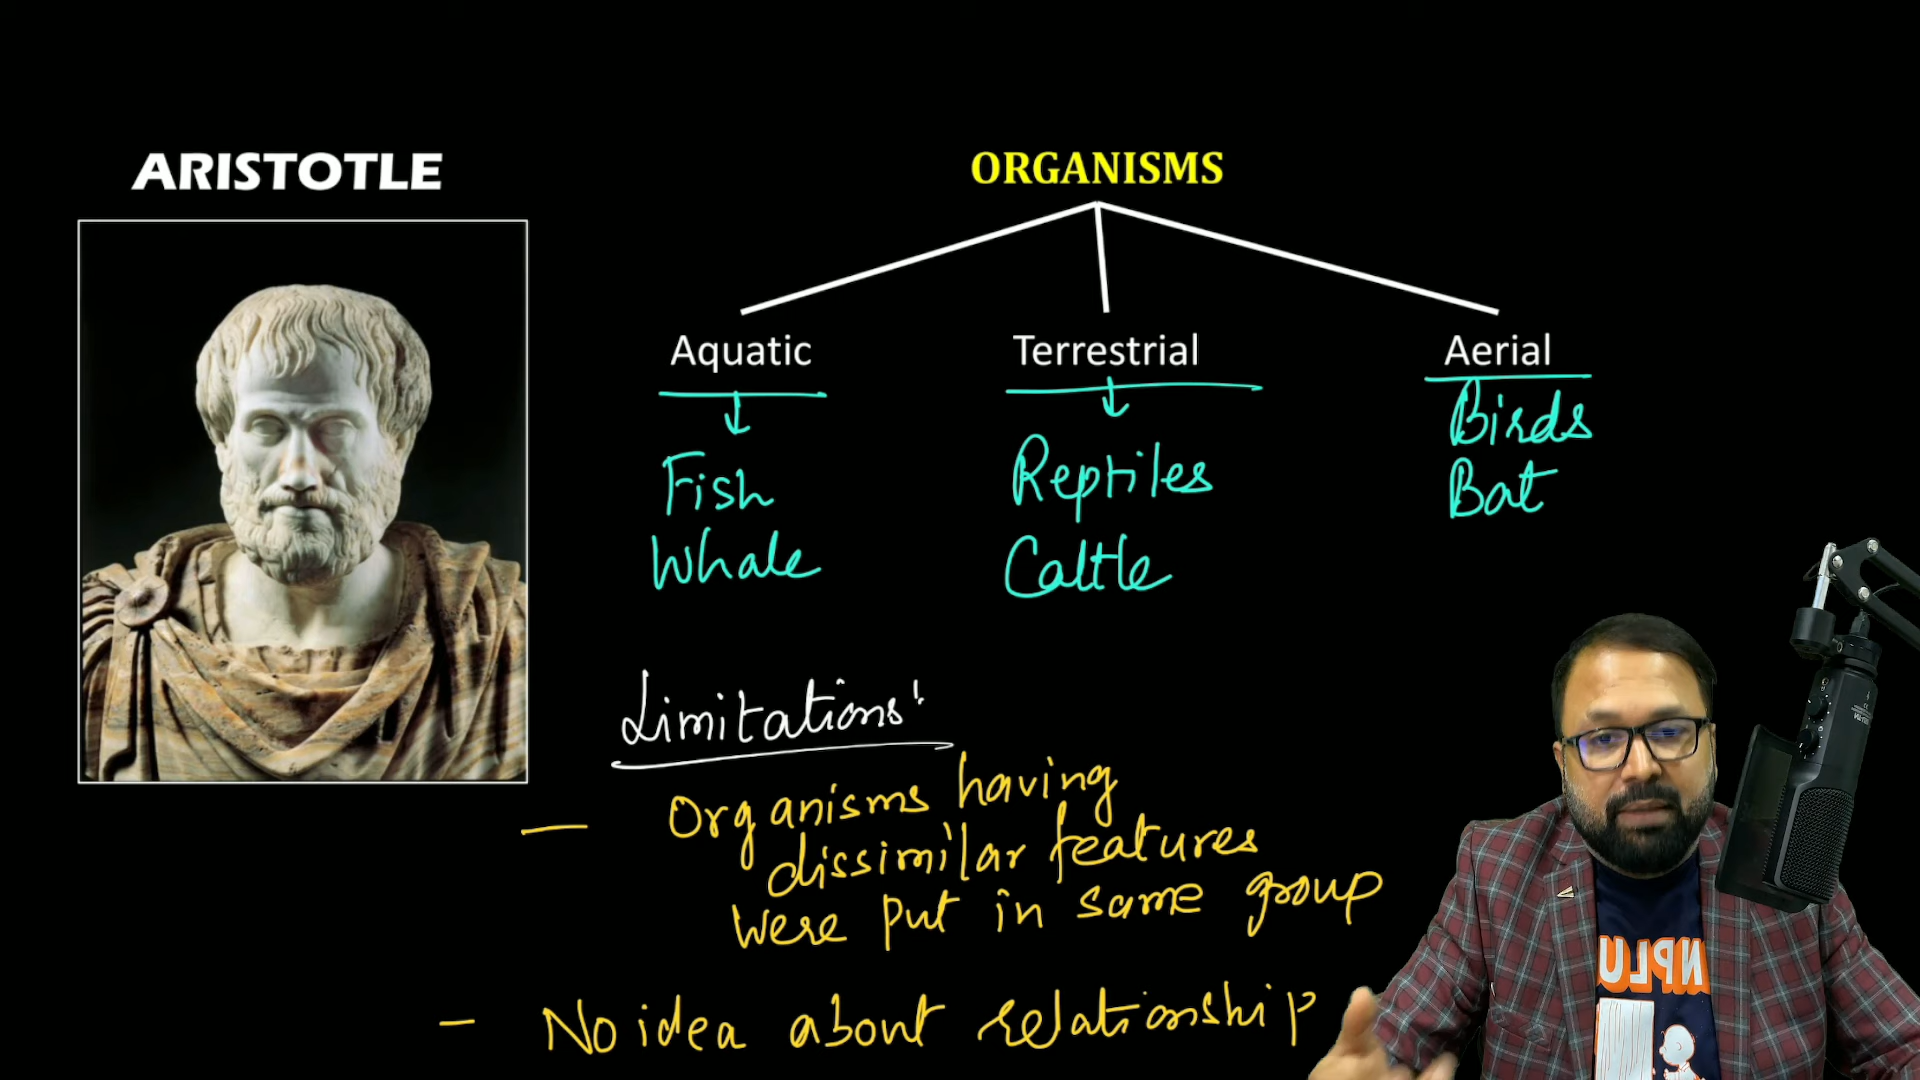 ARISTOTLE
ORGANISMS
Aquatic
Terrestrial
Aerial
Fish
Whale
Reptiles
Cattle
Birds
Bat
Limitations:
— Organisms having
dissimilar features
were put in same group
- No idea about relationship
UNPLU